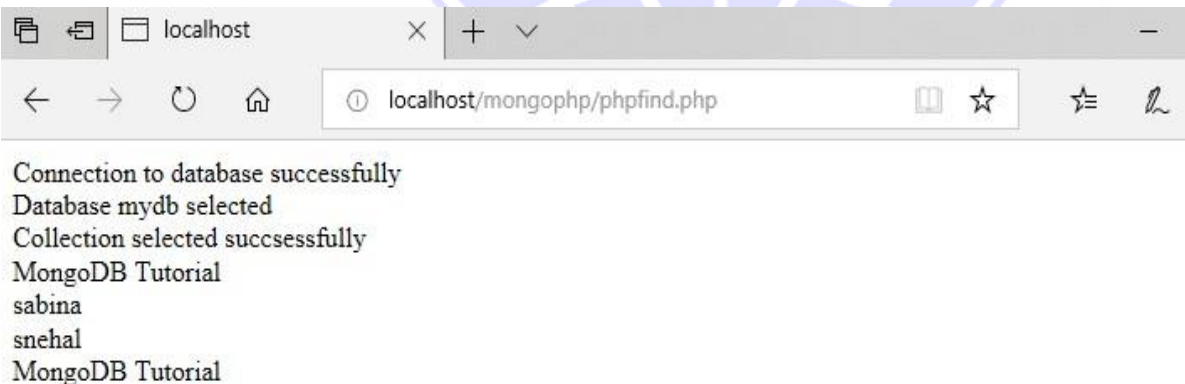 localhost
localhost/mongophp/phpfind.php
Connection to database successfully
Database mydb selected
Collection selected succsessfully
MongoDB Tutorial
sabina
snehal
MongoDB Tutorial